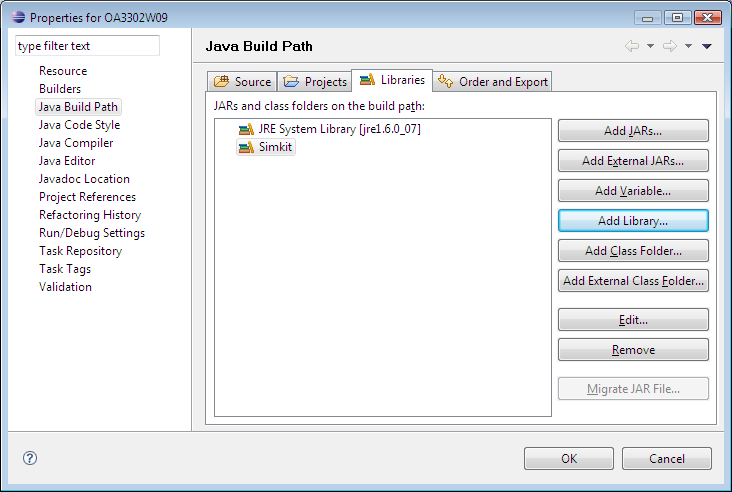 Properties for OA3302W09
type filter text
Resource
Builders
Java Build Path
Java Code Style
Java Compiler
Java Editor
Javadoc Location
Project References
Refactoring History
Run/Debug Settings
Task Repository
Task Tags
Validation
Java Build Path
Source Projects Libraries Order and Export
JARs and class folders on the build path:
JRE System Library [jre1.6.0_07]
Simkit
Add JARs...
Add External JARs...
Add Variable...
Add Library...
Add Class Folder...
Add External Class Folder...
Edit...
Remove
Migrate JAR File...
?
OK Cancel